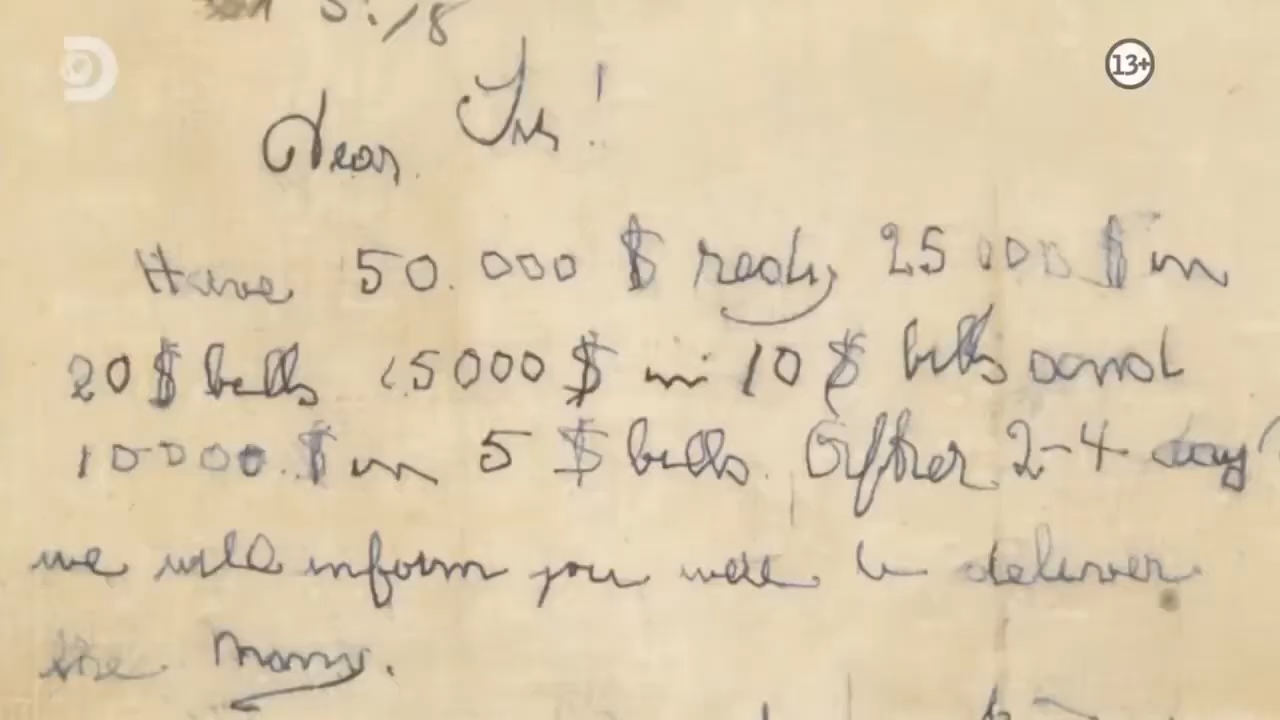 13+
Dear Sir!
Have 50.000 $ redy 25 000 $ in
20 $ bills 15000 $ in 10 $ bills and
10000 $ in 5 $ bills. After 2-4 days
we will inform you were to deliver
the Mony.